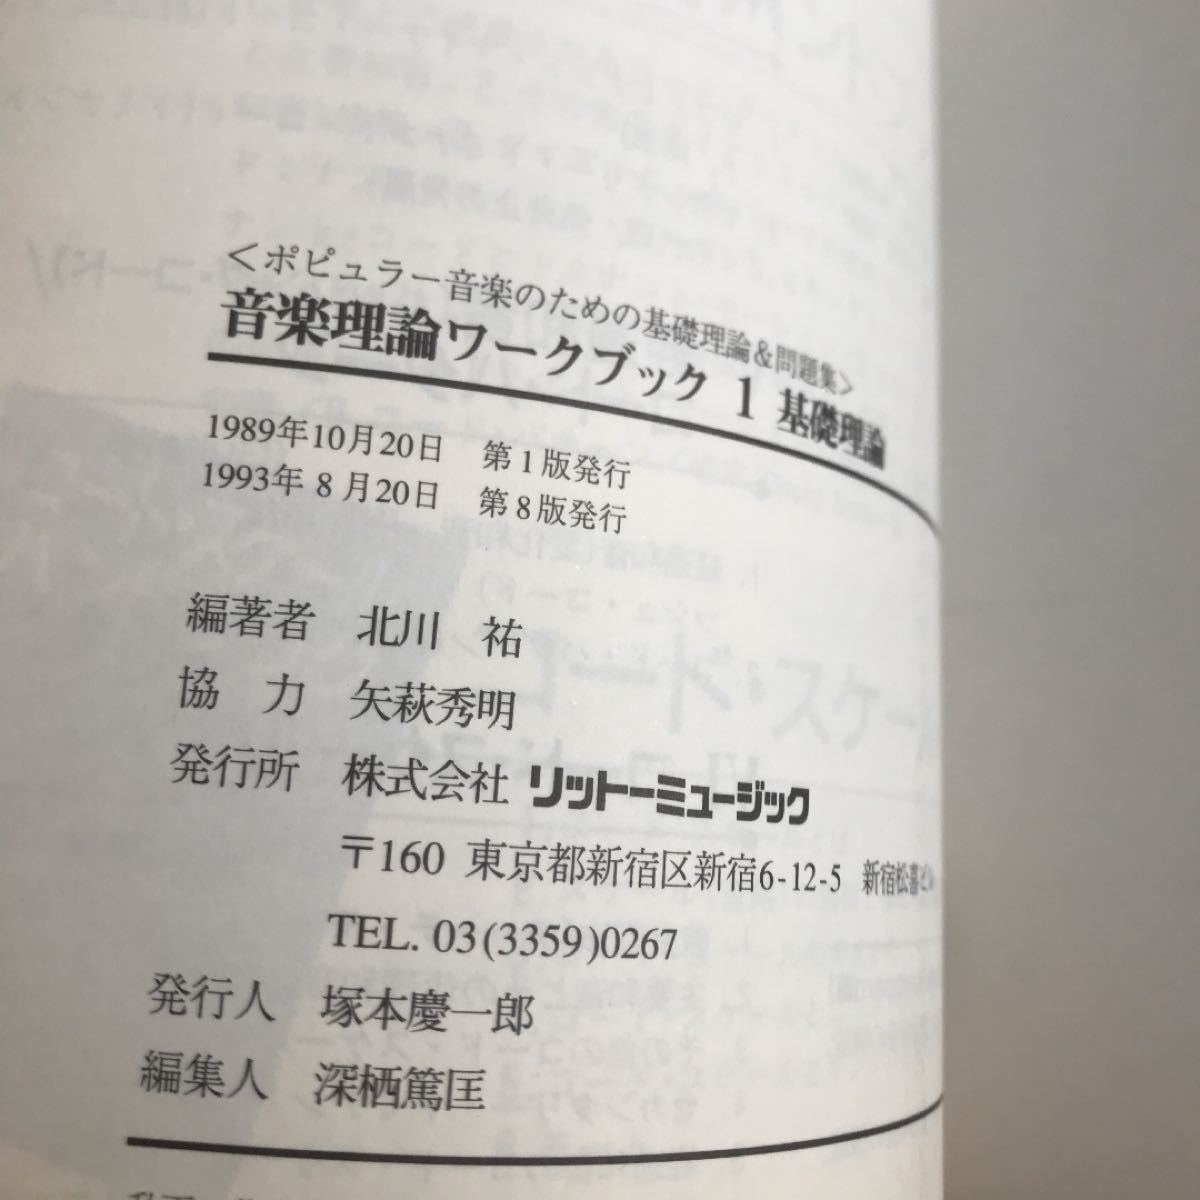 <ポピュラー音楽のための基礎理論&問題集>
音楽理論ワークブック 1 基礎理論
1989年10月20日 第1版発行
1993年 8 月20日 第8版発行
編著者 北川 祐
協 力 矢萩秀明
発行所 株式会社 リットーミュージック
〒160 東京都新宿区新宿6-12-5 新宿松喜ビル
TEL. 03(3359)0267
発行人 塚本慶一郎
編集人 深栖篤匡